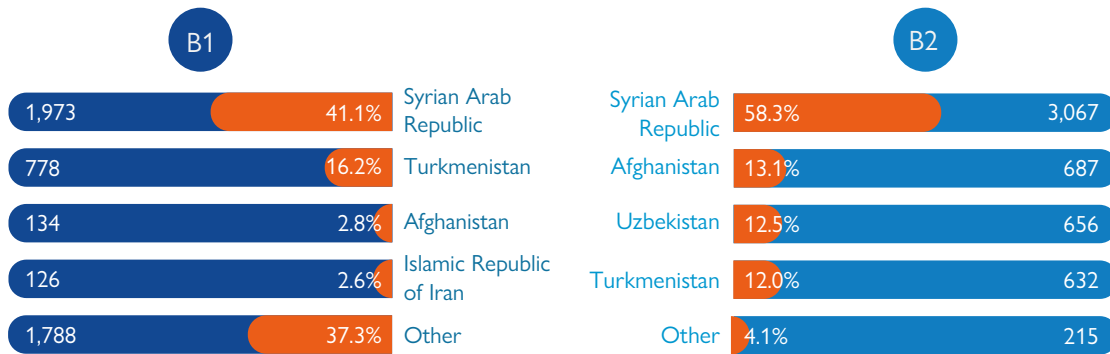 B1
1,973 41.1% Syrian Arab
Republic
778 16.2% Turkmenistan
134 2.8% Afghanistan
126 2.6% Islamic Republic
of Iran
1,788 37.3% Other
B2
Syrian Arab
Republic 58.3% 3,067
Afghanistan 13.1% 687
Uzbekistan 12.5% 656
Turkmenistan 12.0% 632
Other 4.1% 215